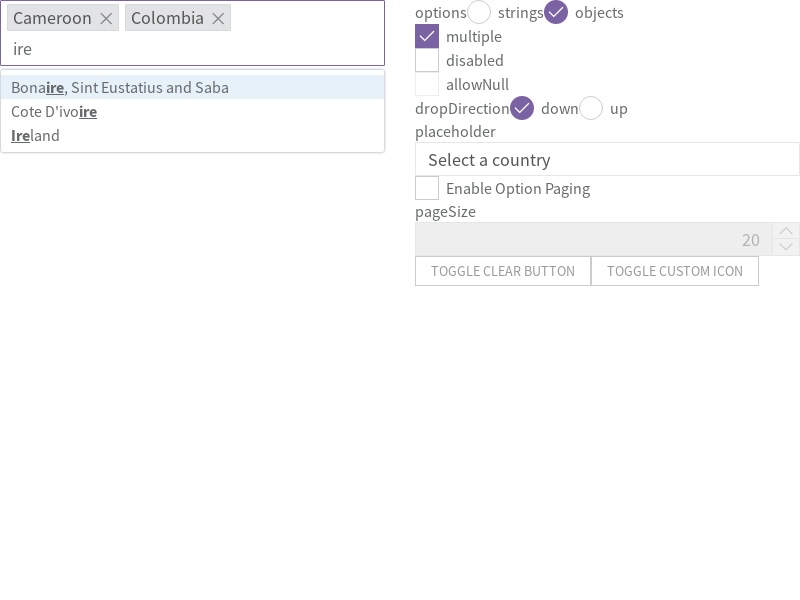 Cameroon Colombia
ire
Bonaire, Sint Eustatius and Saba
Cote D'ivoire
Ireland
options strings objects
multiple
disabled
allowNull
dropDirection down up
placeholder
Select a country
Enable Option Paging
pageSize
20
TOGGLE CLEAR BUTTON TOGGLE CUSTOM ICON